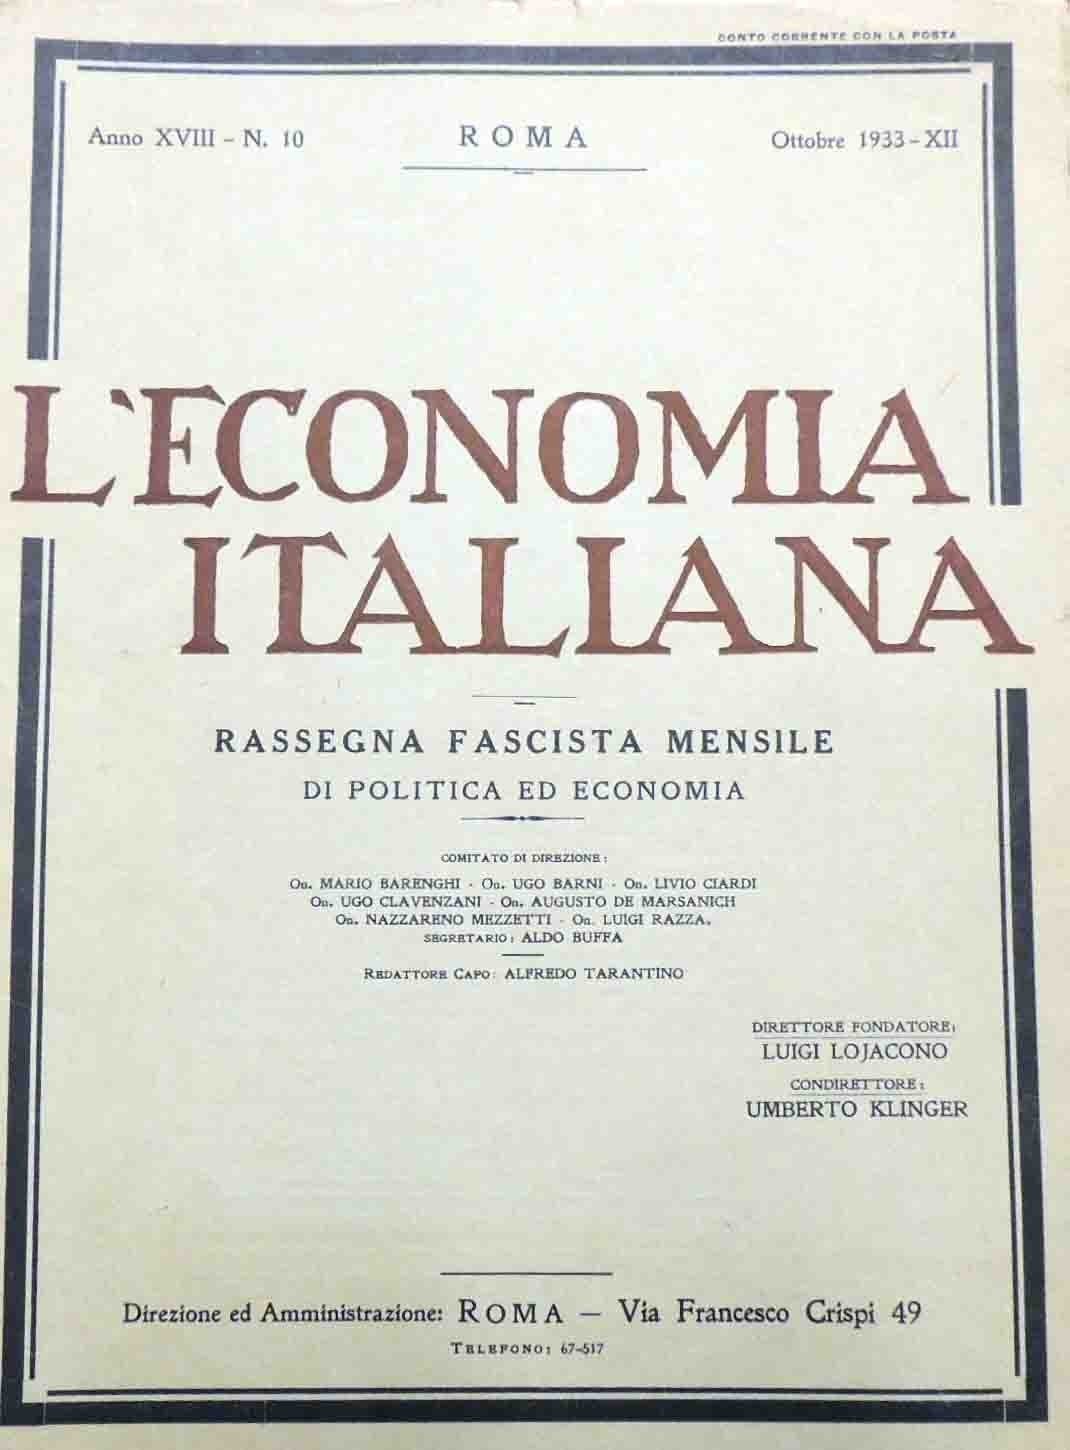 CONTO CORRENTE CON LA POSTA
Anno XVIII - N. 10
ROMA
Ottobre 1933 - XII
L'ECONOMIA
ITALIANA
RASSEGNA FASCISTA MENSILE
DI POLITICA ED ECONOMIA
COMITATO DI DIREZIONE:
On. MARIO BARENGHI - On. UGO BARNI - On. LIVIO CIARDI
On. UGO CLAVENZANI - On. AUGUSTO DE MARSANICH
On. NAZZARENO MEZZETTI - On. LUIGI RAZZA.
SEGRETARIO: ALDO BUFFA
REDATTORE CAPO: ALFREDO TARANTINO
DIRETTORE FONDATORE:
LUIGI LOJACONO
CONDIRETTORE:
UMBERTO KLINGER
Direzione ed Amministrazione: ROMA — Via Francesco Crispi 49
TELEFONO: 67-517